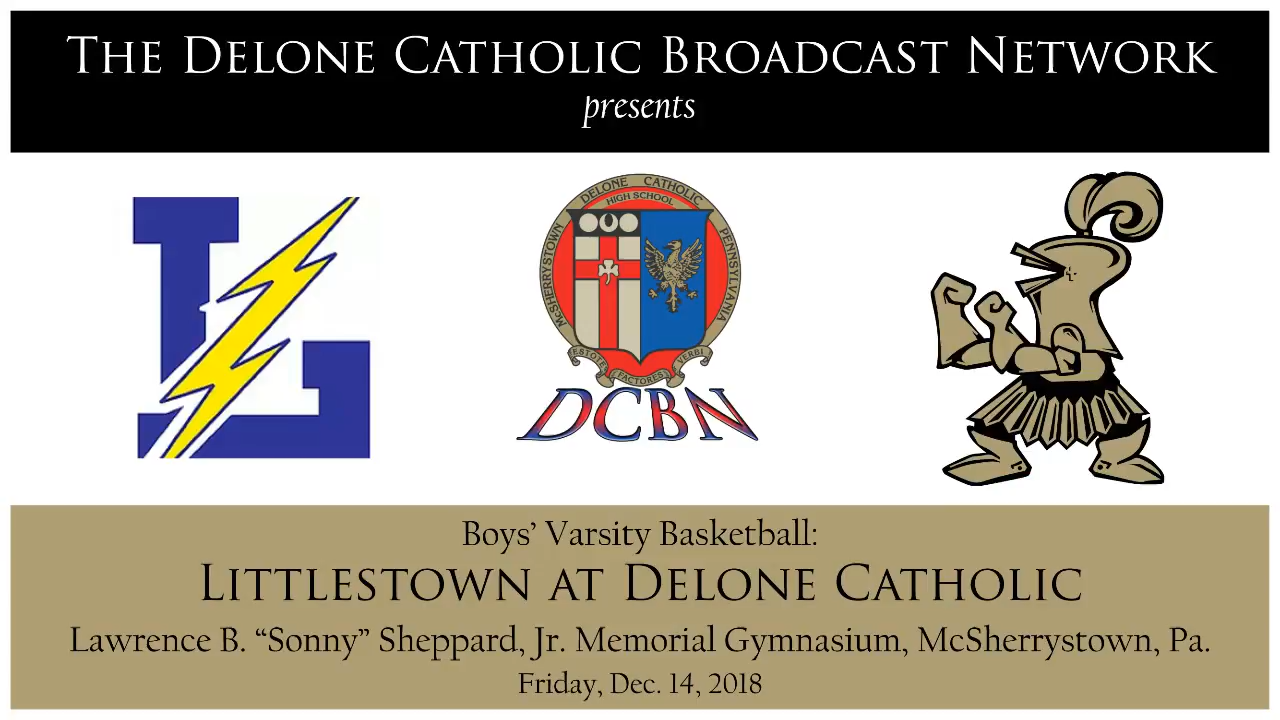 The Delone Catholic Broadcast Network
presents
DELONE CATHOLIC
HIGH SCHOOL
McSHERRYSTOWN
PENNSYLVANIA
ESTOTE
FACTORES
VERBI
L
DCBN
Boys’ Varsity Basketball:
Littlestown at Delone Catholic
Lawrence B. “Sonny” Sheppard, Jr. Memorial Gymnasium, McSherrystown, Pa.
Friday, Dec. 14, 2018